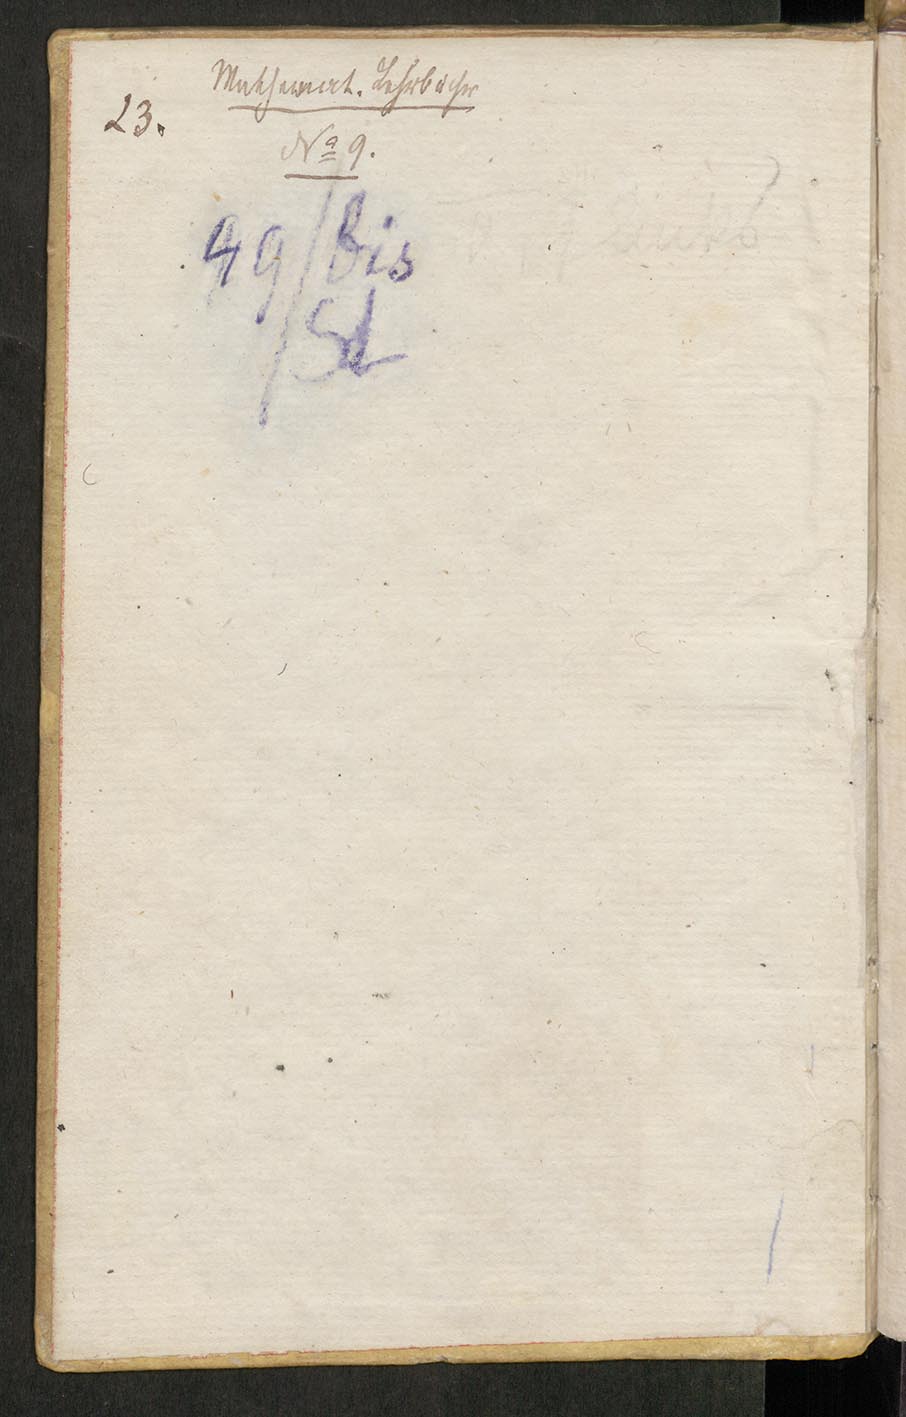 Mathemat. Lehrbücher
23.
Nº 9.
49/Bis
/Sd